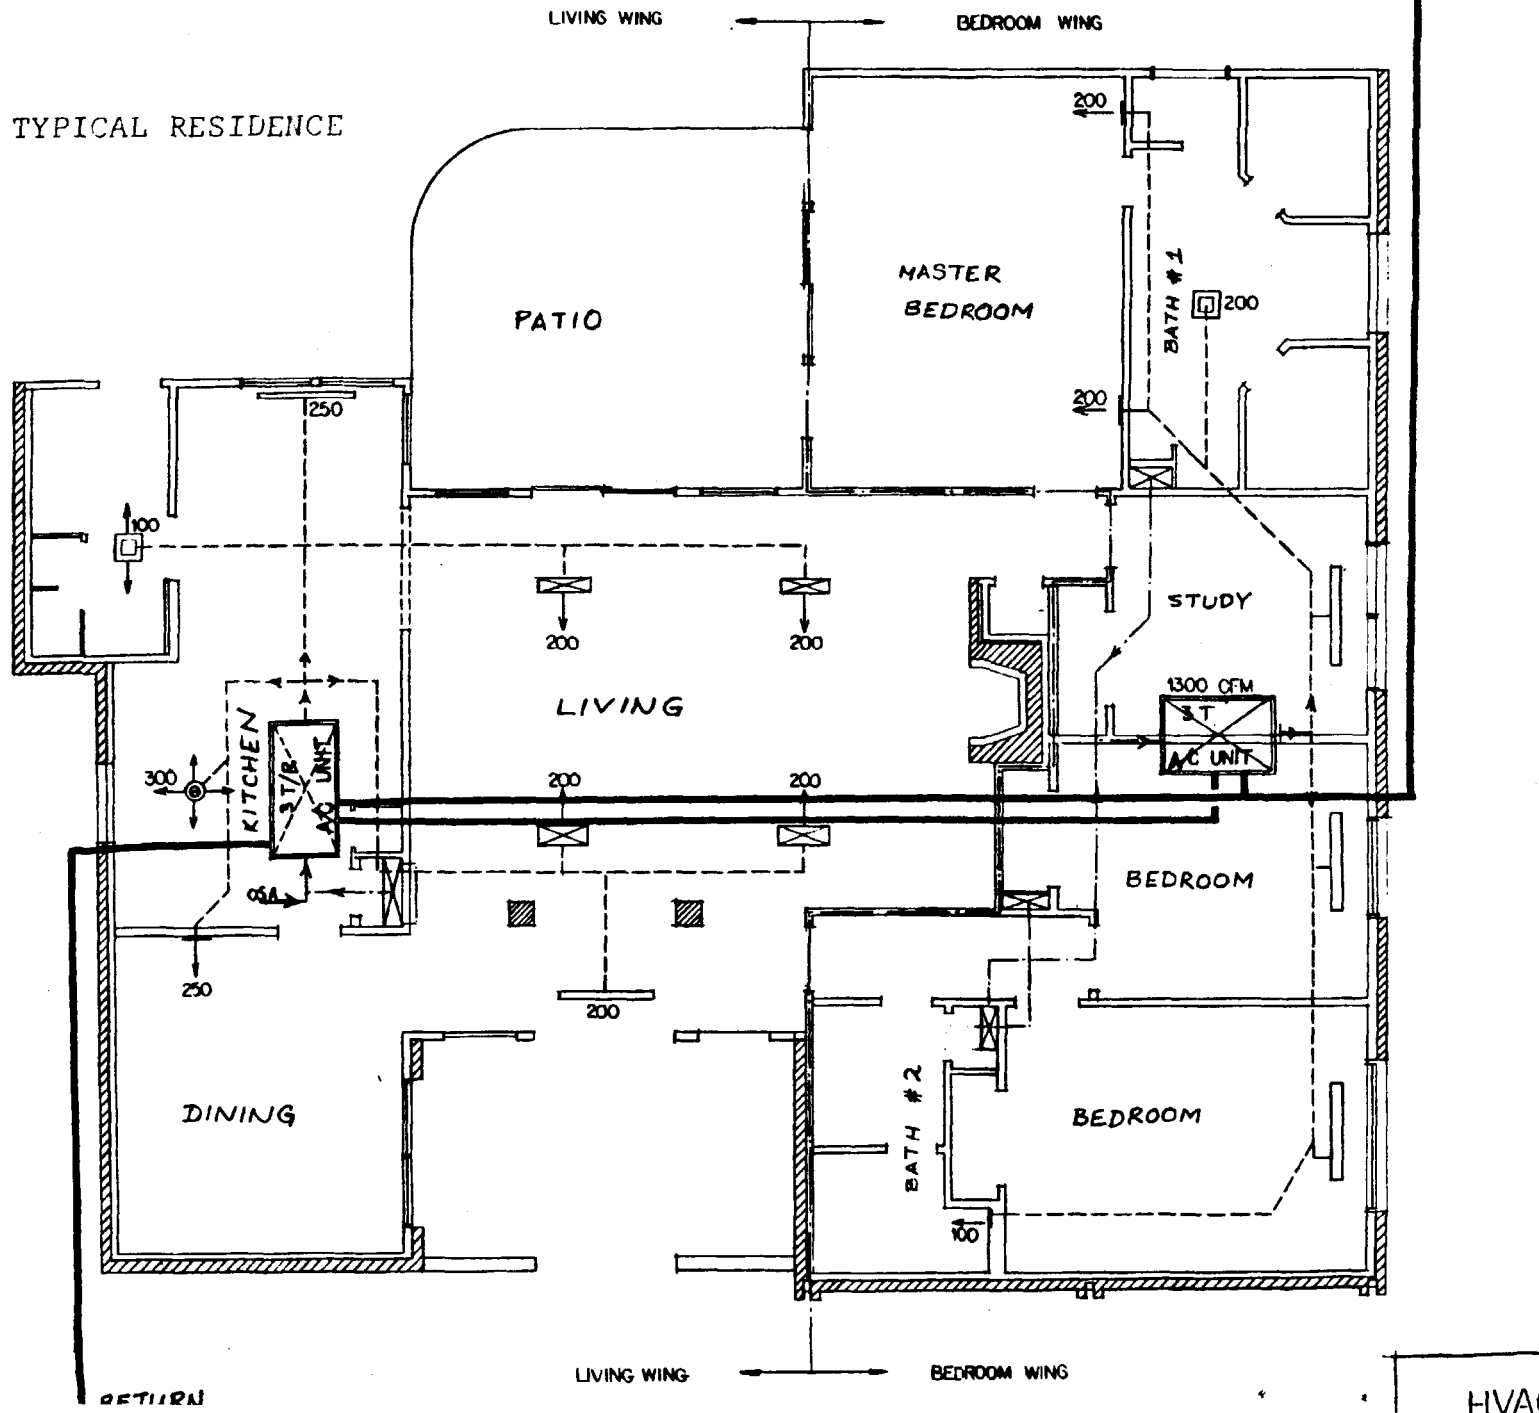 LIVING WING
BEDROOM WING
TYPICAL RESIDENCE
200
MASTER
BEDROOM
BATH #1
200
PATIO
200
250
100
200
200
STUDY
LIVING
1300 CFM
3 T
A/C UNIT
KITCHEN
3 T/B
A/C UNIT
300
200
200
OSA
BEDROOM
250
200
DINING
BATH #2
BEDROOM
100
LIVING WING
BEDROOM WING
RETURN